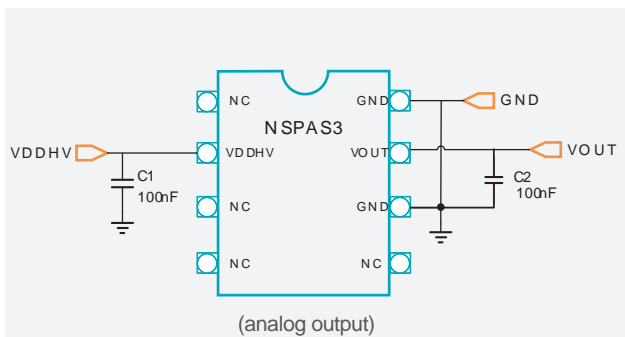 NC
GND
GND
NSPAS3
VDDHV
VDDHV
VOUT
VOUT
C1
100nF
C2
100nF
NC
GND
NC
NC
(analog output)